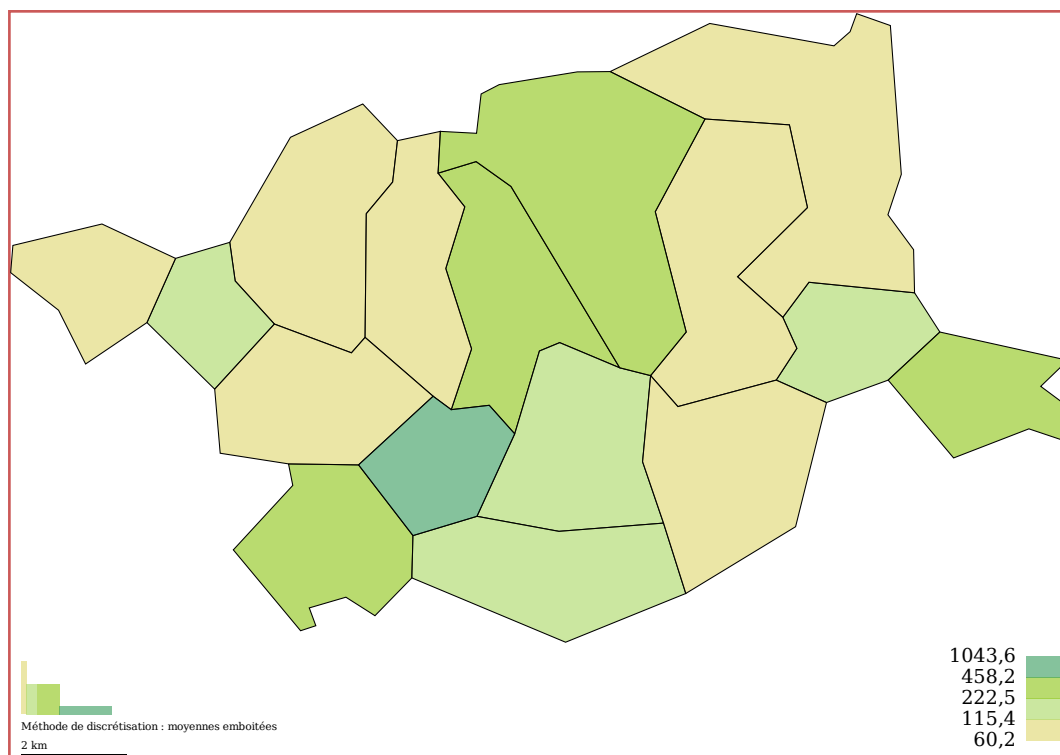 1043,6
458,2
222,5
115,4
60,2
Méthode de discrétisation : moyennes emboitées
2 km